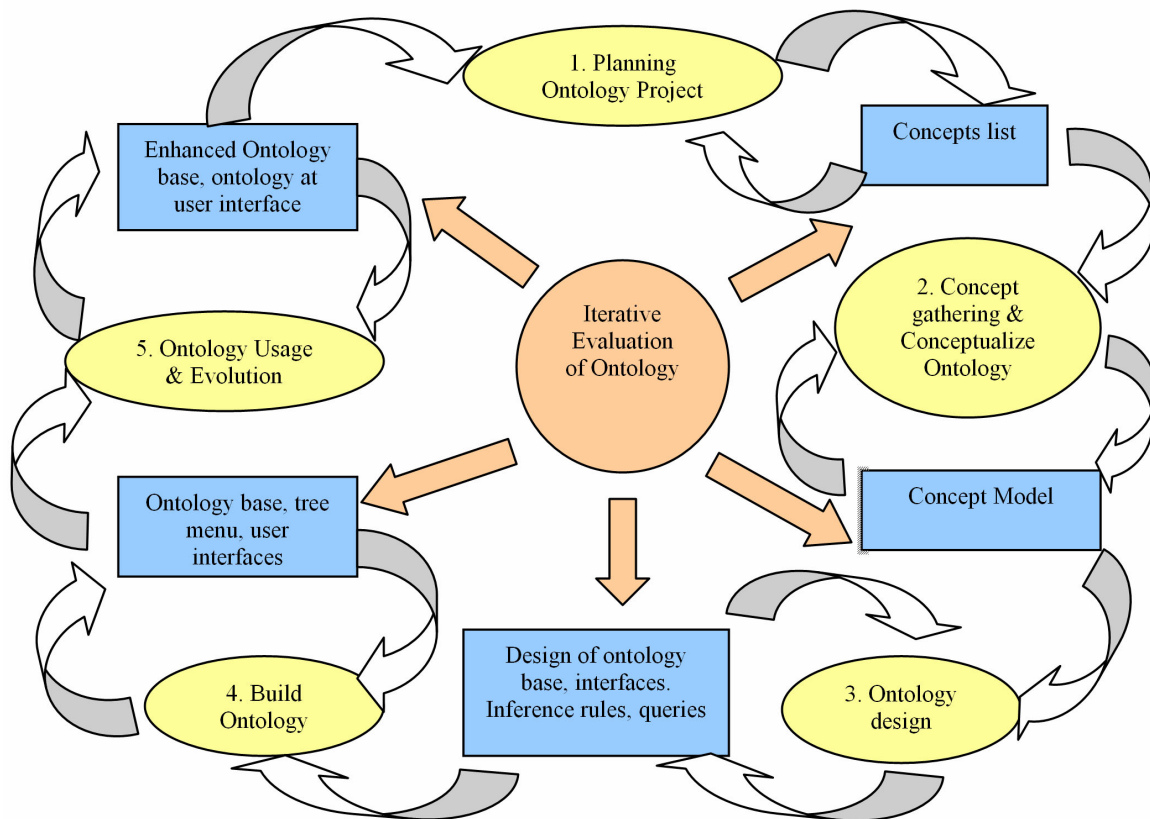 1. Planning
Ontology Project
Concepts list
Enhanced Ontology
base, ontology at
user interface
2. Concept
gathering &
Conceptualize
Ontology
Iterative
Evaluation
of Ontology
5. Ontology Usage
& Evolution
Concept Model
Ontology base, tree
menu, user
interfaces
Design of ontology
base, interfaces.
Inference rules, queries
3. Ontology
design
4. Build
Ontology